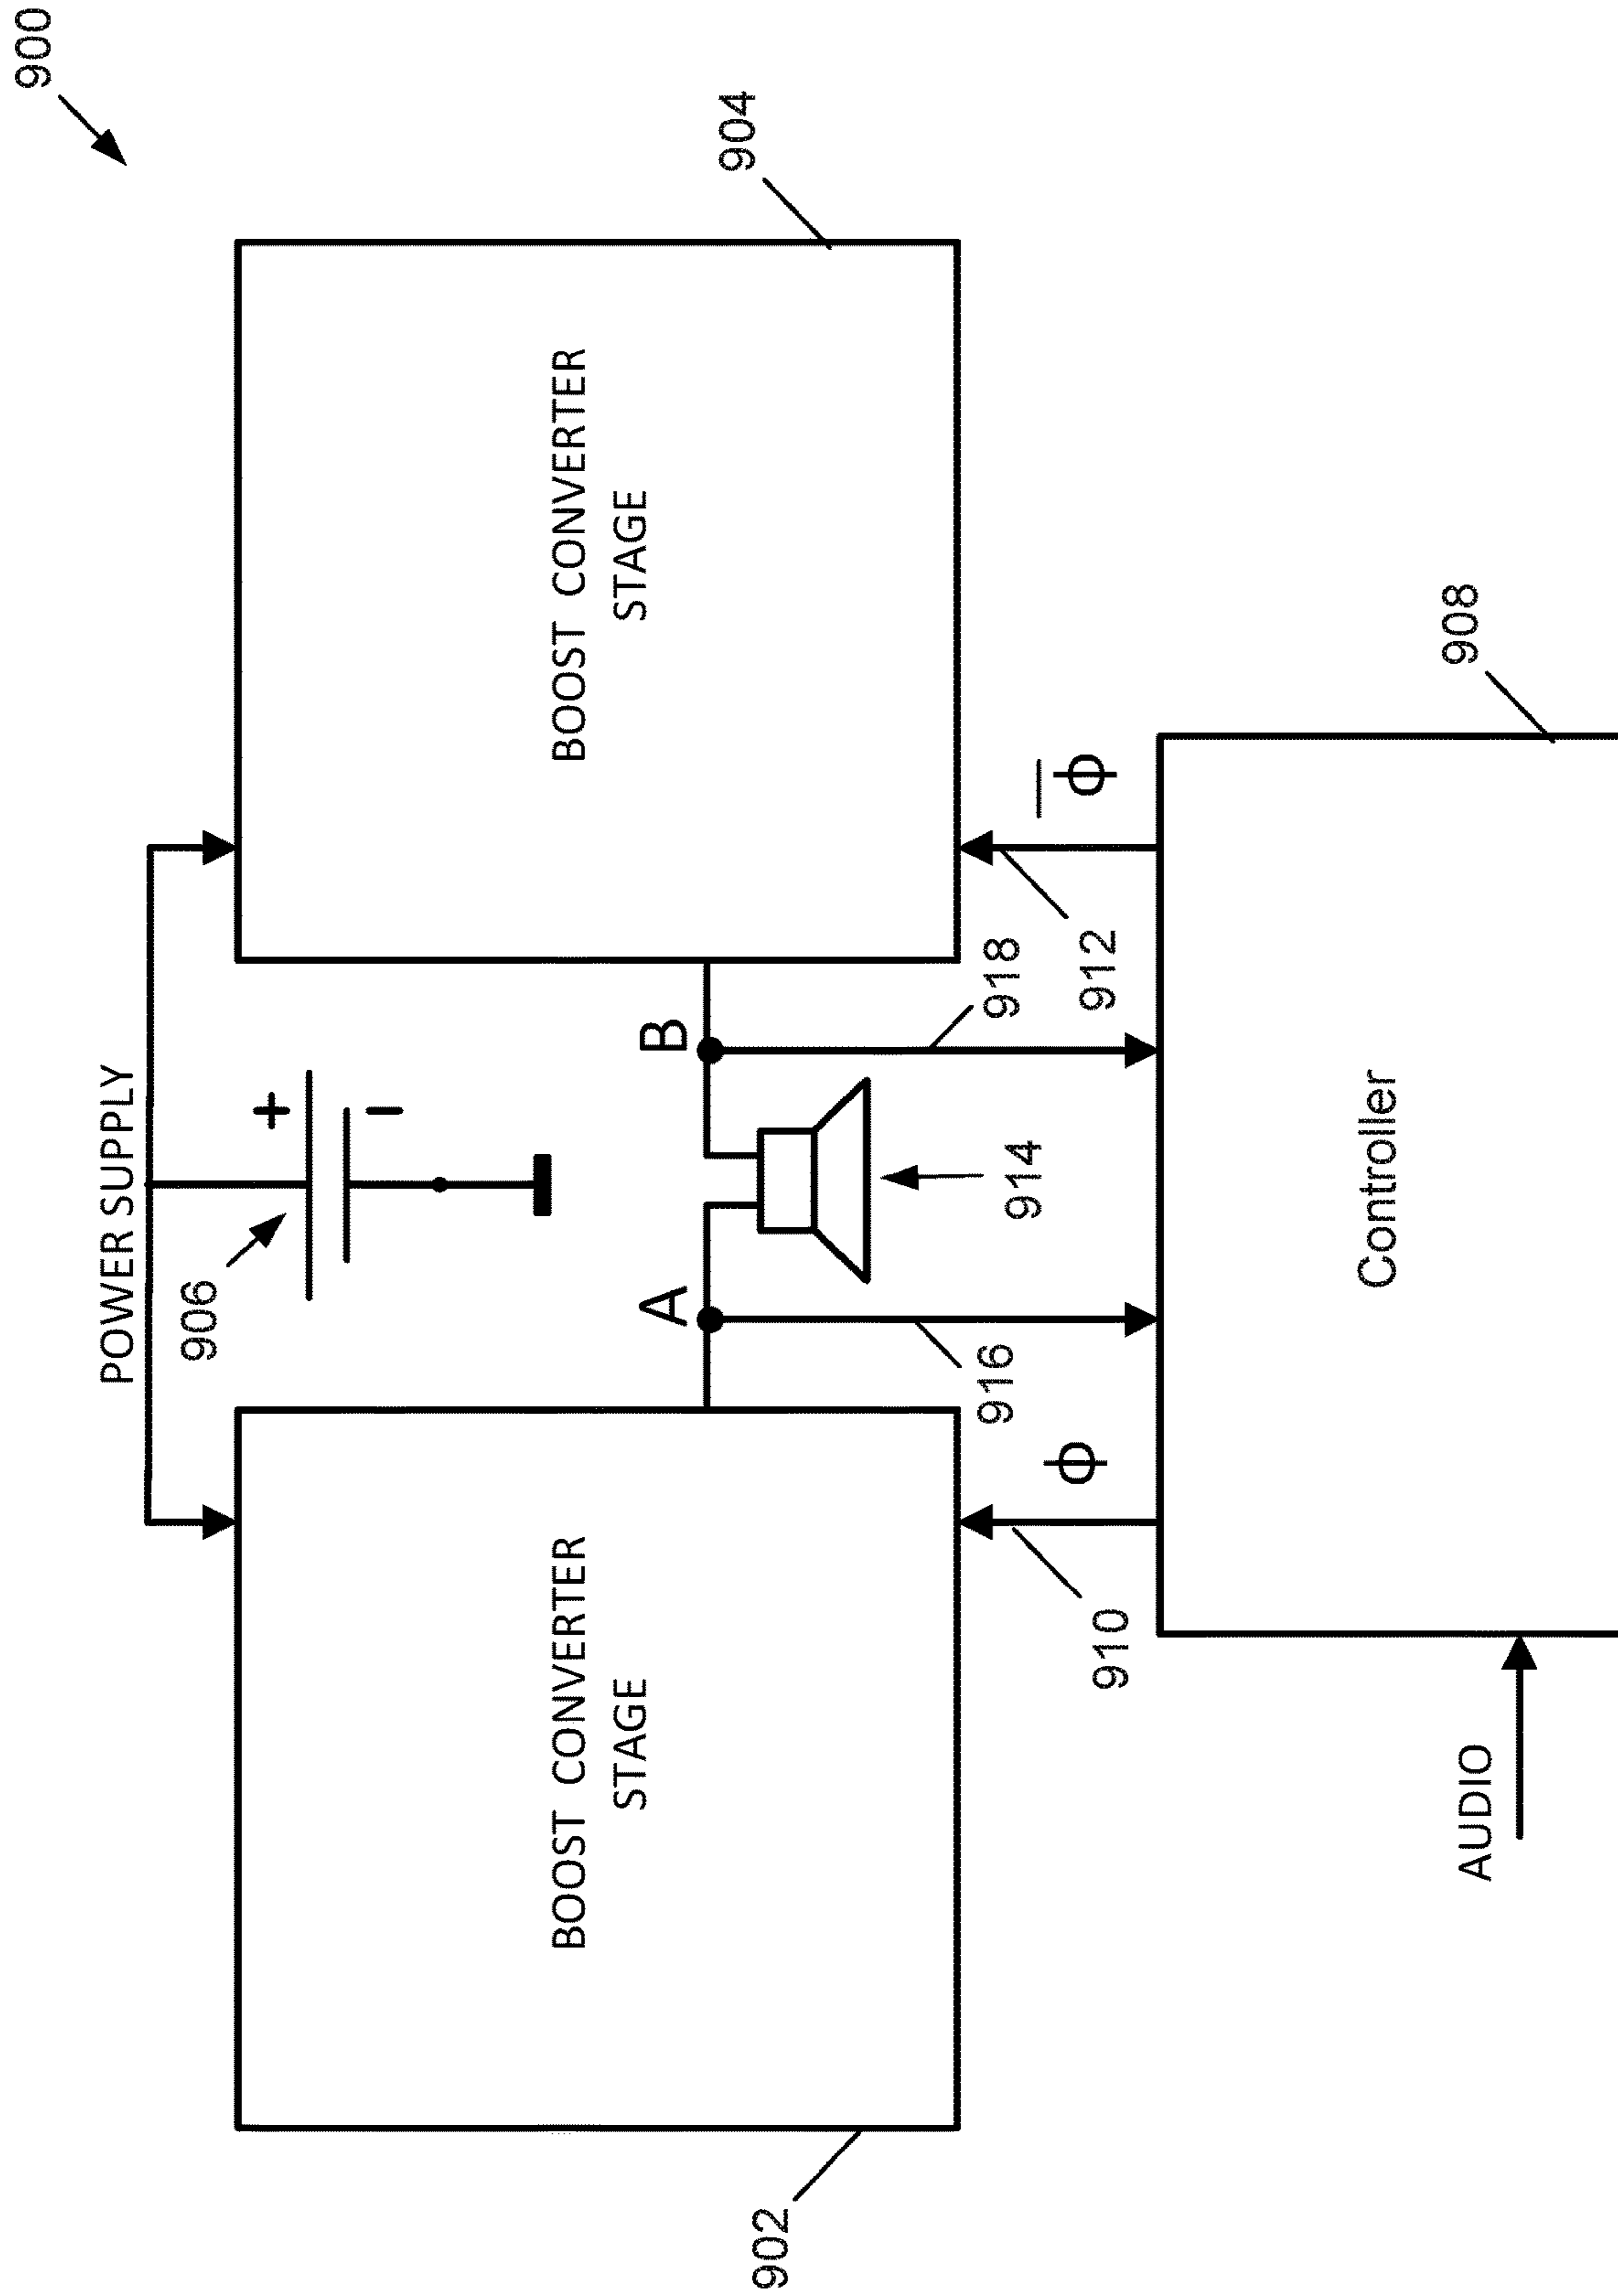 900
POWER SUPPLY
906
+
−
904
BOOST CONVERTER
STAGE
BOOST CONVERTER
STAGE
A
B
902
914
916
918
Φ
Φ̅
910
912
908
Controller
AUDIO